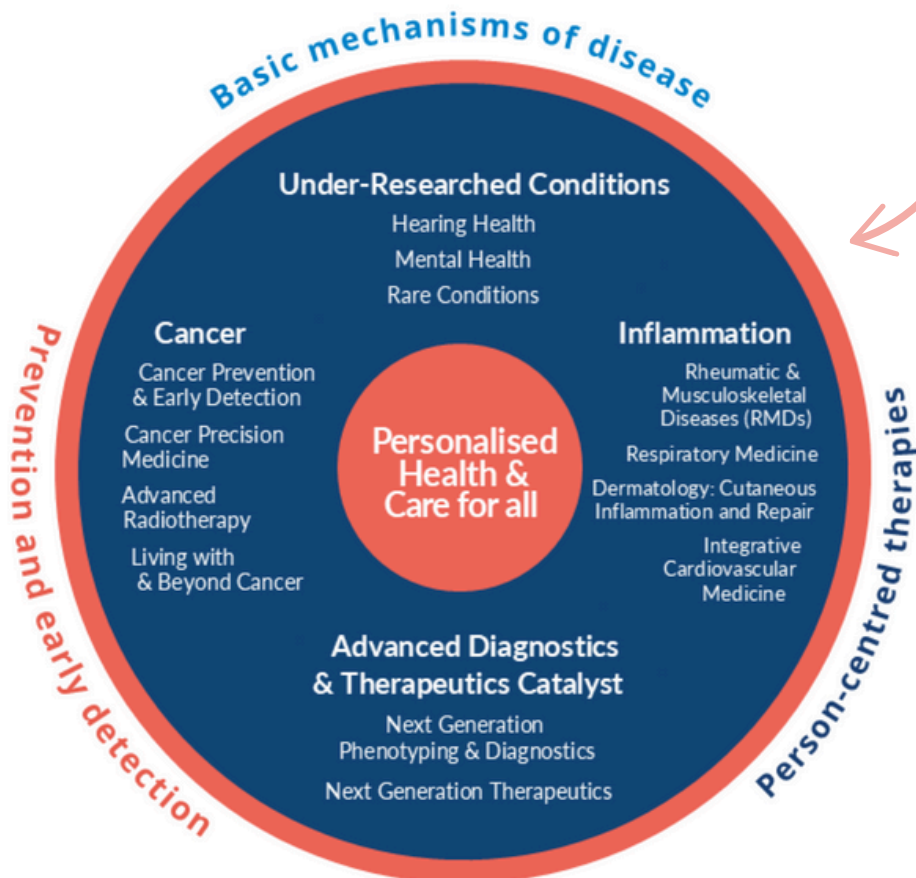 Basic mechanisms of disease
Under-Researched Conditions
Hearing Health
Mental Health
Rare Conditions
Cancer
Cancer Prevention
& Early Detection
Cancer Precision
Medicine
Advanced
Radiotherapy
Living with
& Beyond Cancer
Personalised
Health &
Care for all
Inflammation
Rheumatic &
Musculoskeletal
Diseases (RMDs)
Respiratory Medicine
Dermatology: Cutaneous
Inflammation and Repair
Integrative
Cardiovascular
Medicine
Advanced Diagnostics
& Therapeutics Catalyst
Next Generation
Phenotyping & Diagnostics
Next Generation Therapeutics
Prevention and early detection
Person-centred therapies